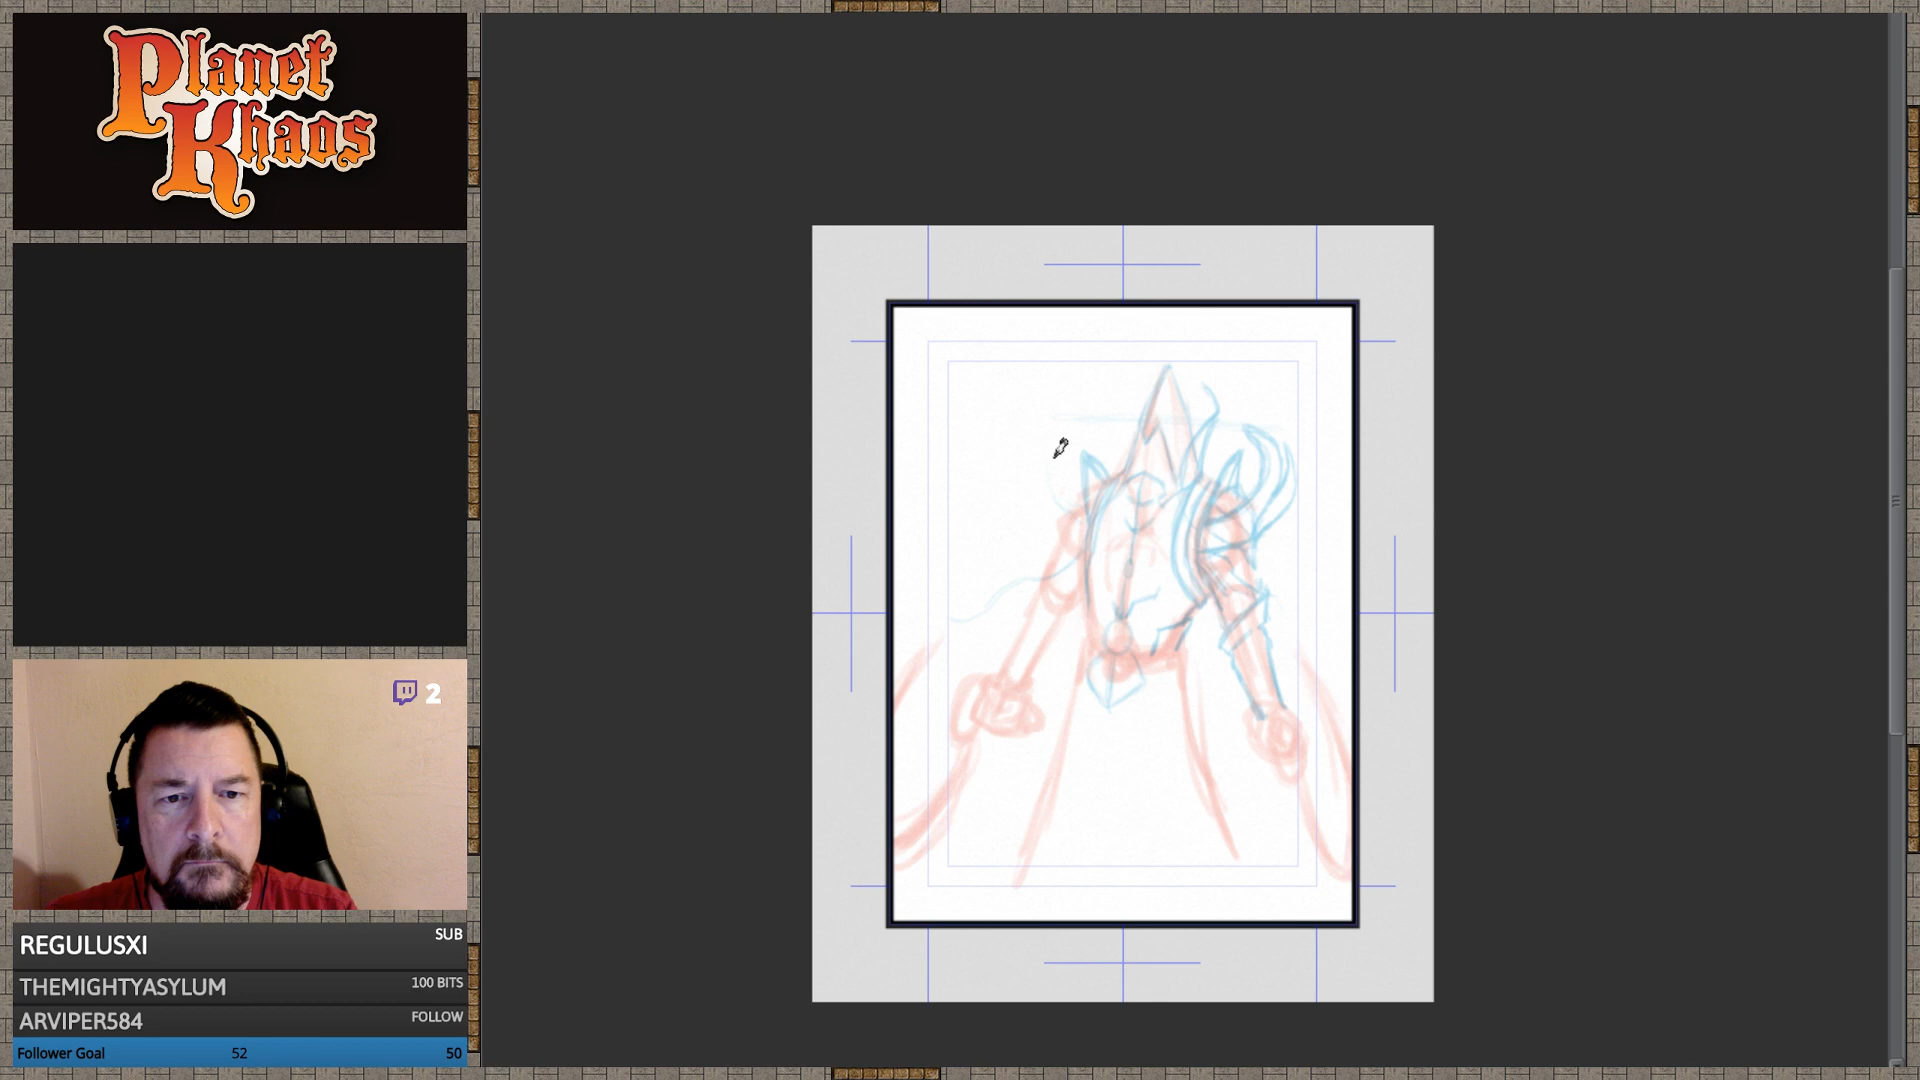 Planet
Khaos
2
REGULUSXI SUB
THEMIGHTYASYLUM 100 BITS
ARVIPER584 FOLLOW
Follower Goal 52 50